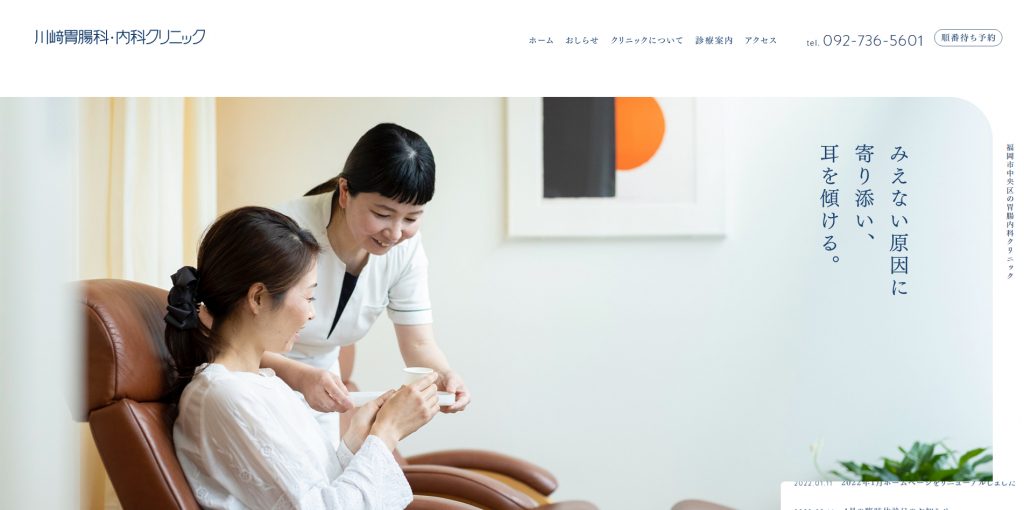 川﨑胃腸科・内科クリニック
ホーム おしらせ クリニックについて 診療案内 アクセス tel. 092-736-5601 順番待ち予約
みえない原因に
寄り添い、
耳を傾ける。
福岡市中央区の胃腸内科クリニック
2022.01.11 2022年1月ホームページをリニューアルしました